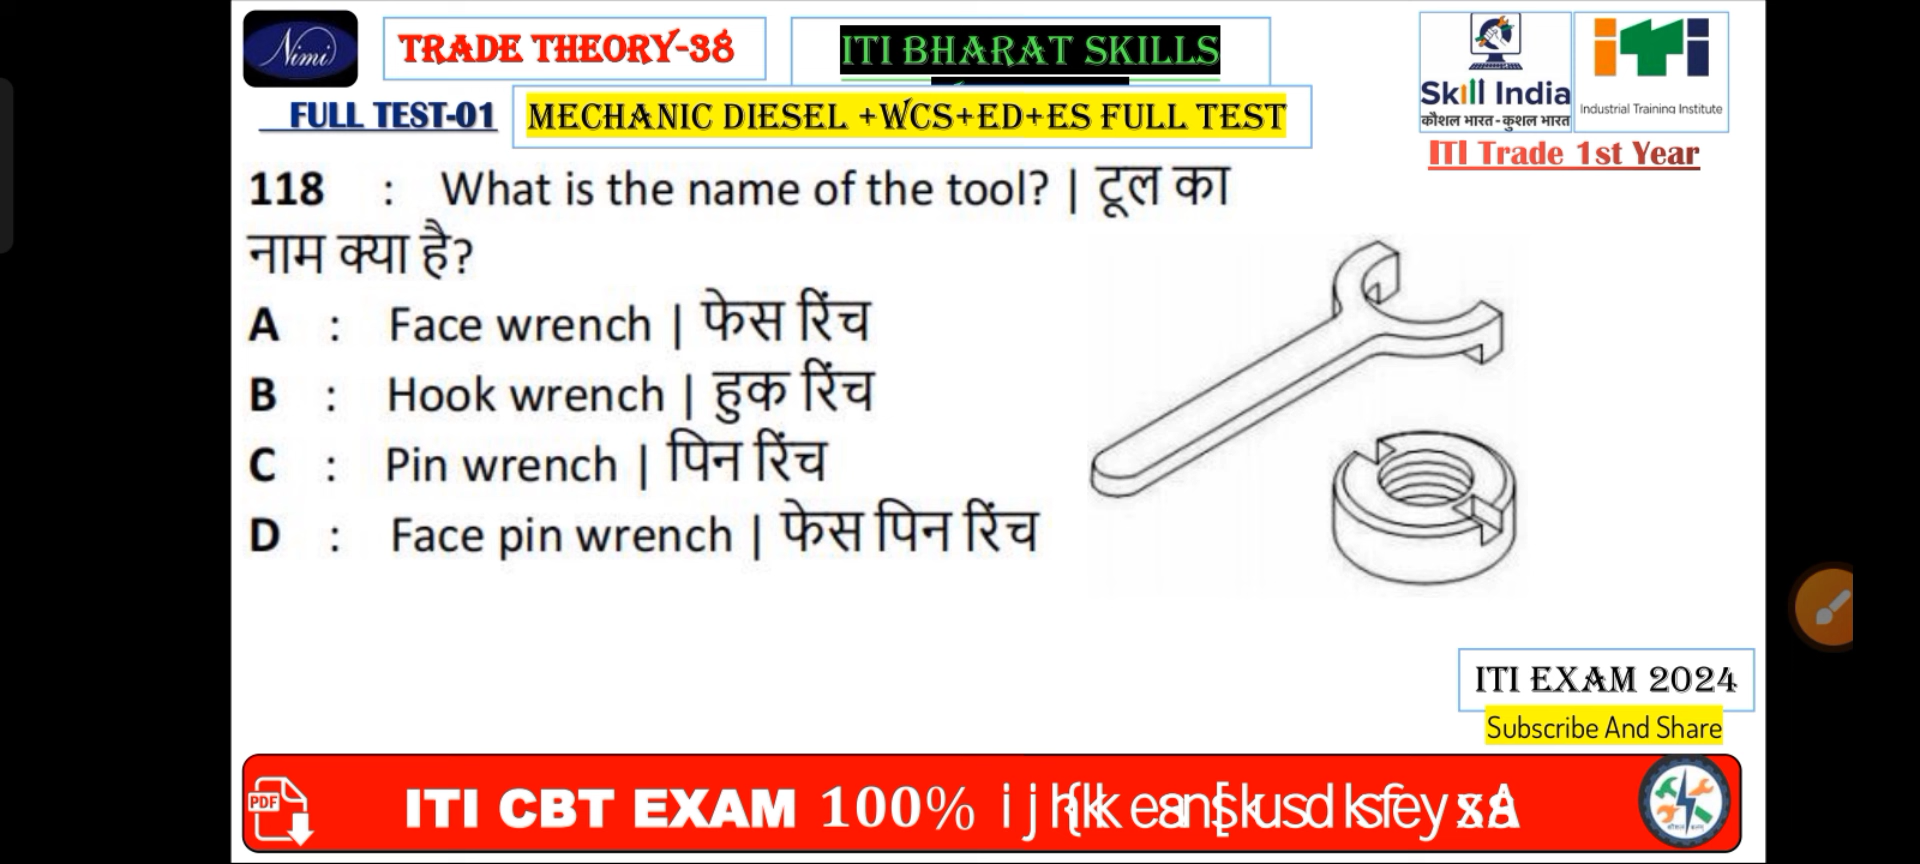 Nimi
TRADE THEORY-38
ITI BHARAT SKILLS
Skill India
कौशल भारत-कुशल भारत
iTi
Industrial Training Institute
FULL TEST-01
MECHANIC DIESEL +WCS+ED+ES FULL TEST
ITI Trade 1st Year
118 : What is the name of the tool? | टूल का
नाम क्या है?
A : Face wrench | फेस रिंच
B : Hook wrench | हुक रिंच
C : Pin wrench | पिन रिंच
D : Face pin wrench | फेस पिन रिंच
ITI EXAM 2024
Subscribe And Share
PDF
ITI CBT EXAM 100%